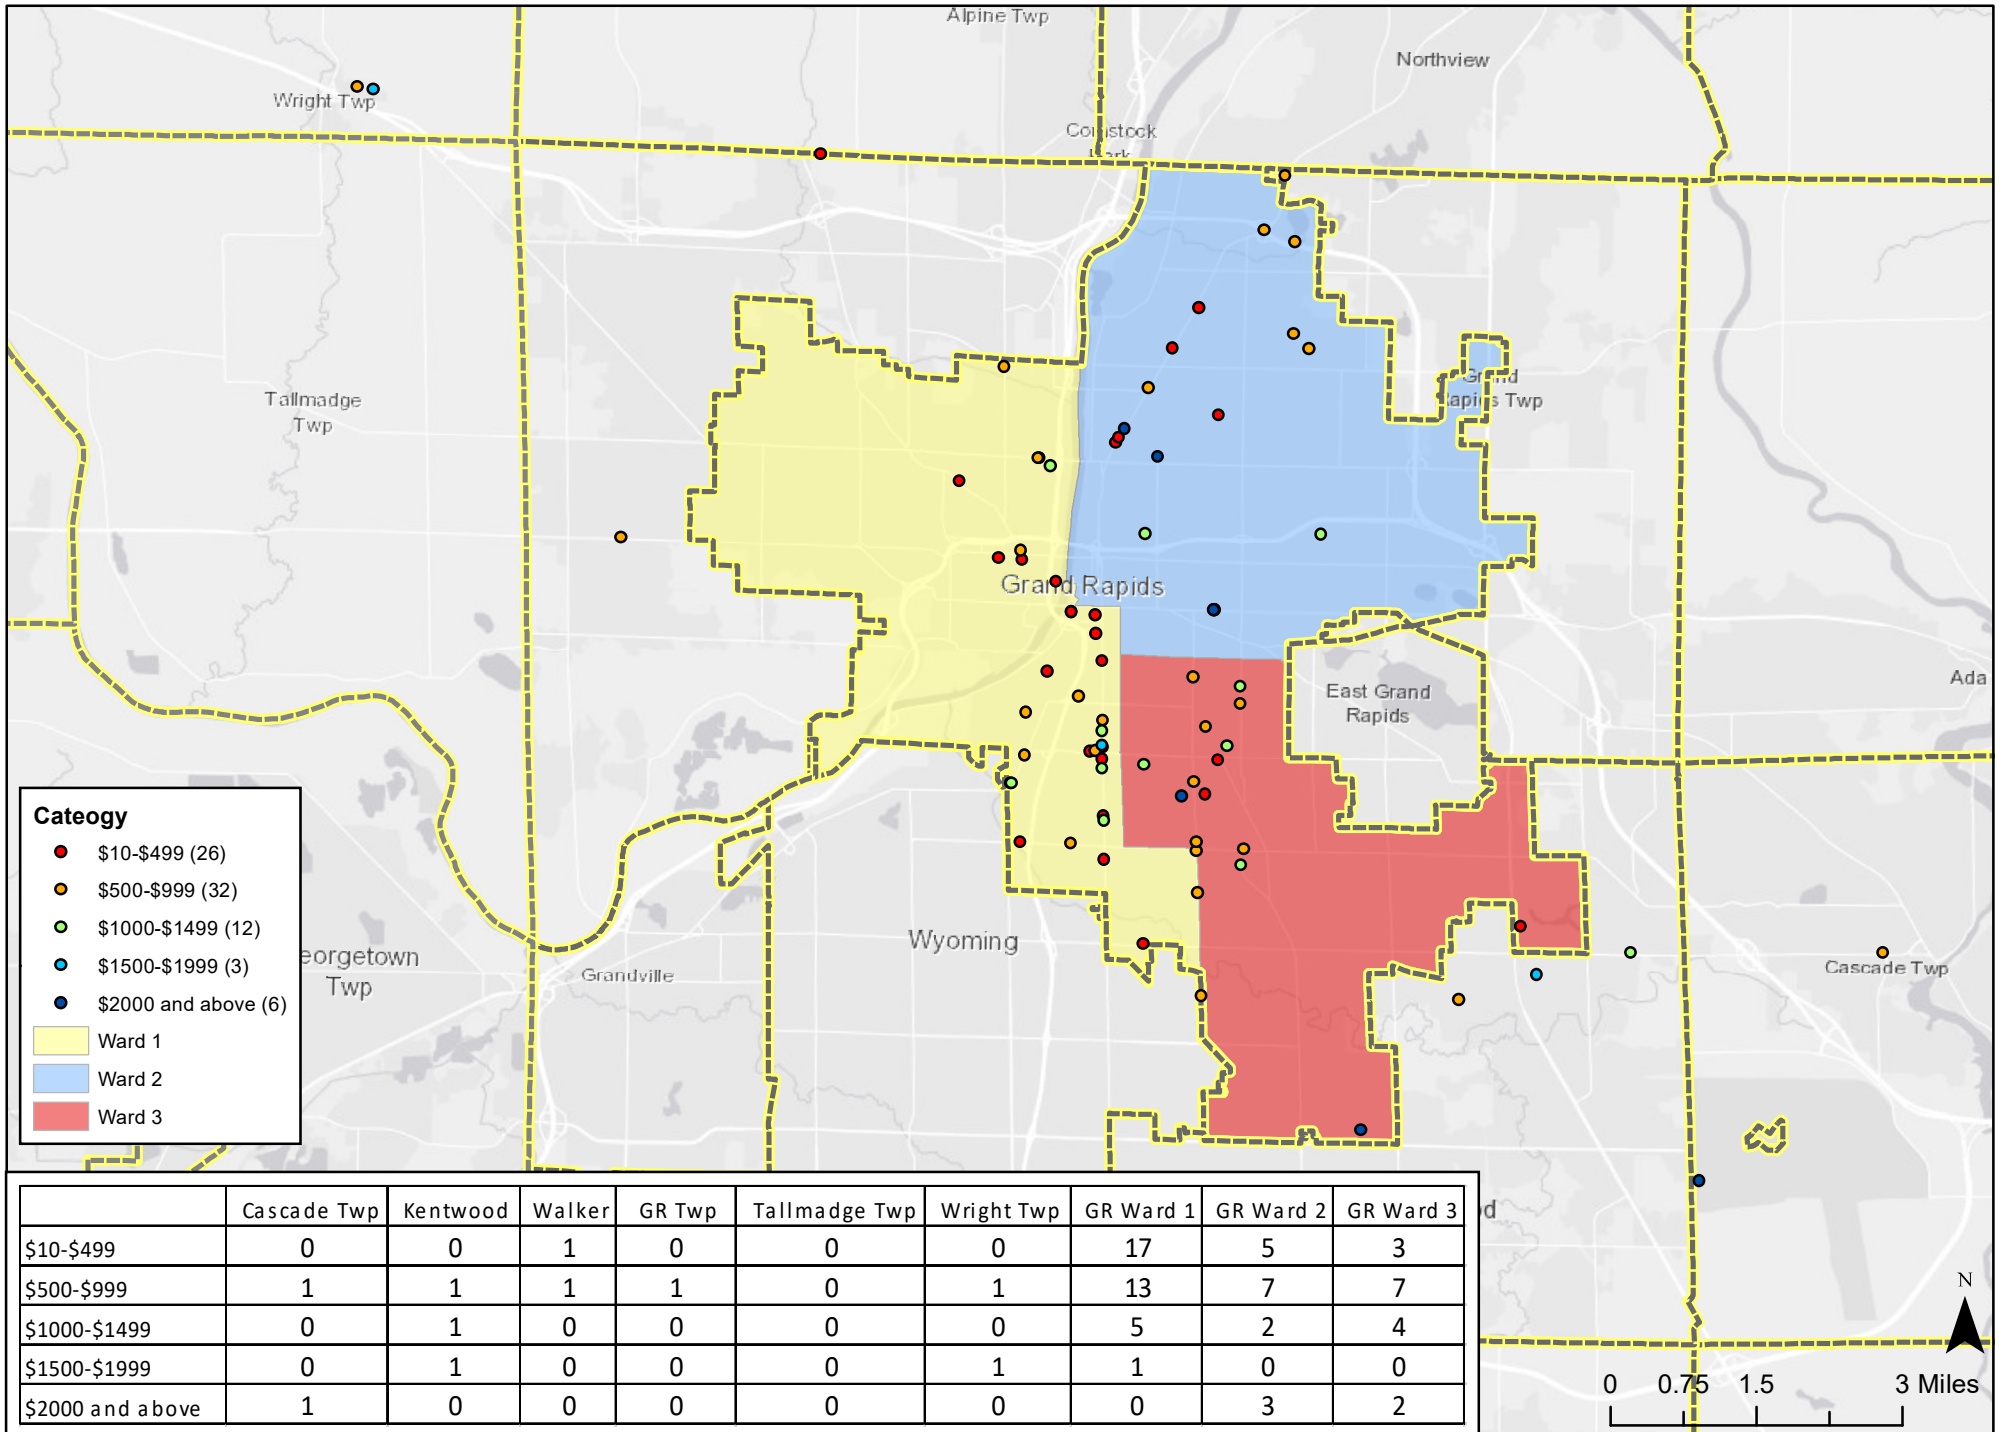 Alpine Twp
Northview
Wright Twp
Comstock
Park
Tallmadge
Twp
Grand
Rapids Twp
Grand Rapids
East Grand
Rapids
Ada
Wyoming
Grandville
eorgetown
Twp
Cascade Twp
d
Cateogy
$10-$499 (26)
$500-$999 (32)
$1000-$1499 (12)
$1500-$1999 (3)
$2000 and above (6)
Ward 1
Ward 2
Ward 3
Cascade Twp Kentwood Walker GR Twp Tallmadge Twp Wright Twp GR Ward 1 GR Ward 2 GR Ward 3
$10-$499 0 0 1 0 0 0 17 5 3
$500-$999 1 1 1 1 0 1 13 7 7
$1000-$1499 0 1 0 0 0 0 5 2 4
$1500-$1999 0 1 0 0 0 1 1 0 0
$2000 and above 1 0 0 0 0 0 0 3 2
N
0 0.75 1.5 3 Miles